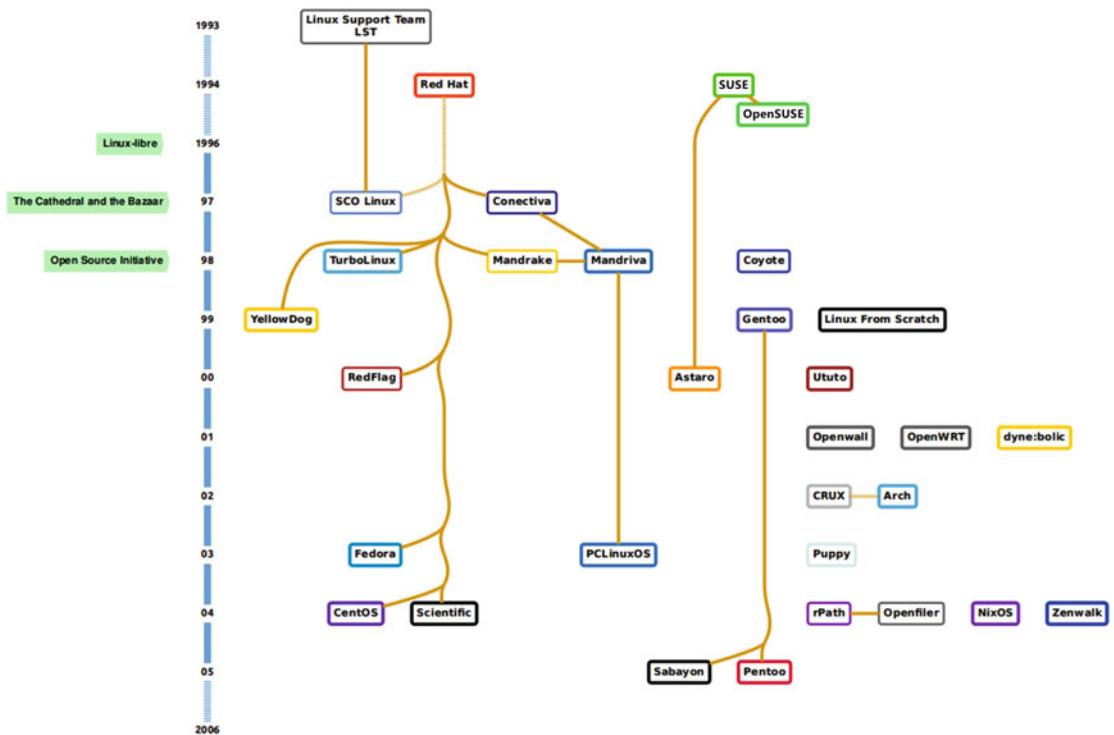 1993
Linux Support Team
LST
1994
Red Hat
SUSE
OpenSUSE
Linux-libre
1996
The Cathedral and the Bazaar
97
SCO Linux
Conectiva
Open Source Initiative
98
TurboLinux
Mandrake
Mandriva
Coyote
99
YellowDog
Gentoo
Linux From Scratch
00
RedFlag
Astaro
Ututo
01
Openwall
OpenWRT
dyne:bolic
02
CRUX
Arch
03
Fedora
PCLinuxOS
Puppy
04
CentOS
Scientific
rPath
Openfiler
NixOS
Zenwalk
05
Sabayon
Pentoo
2006